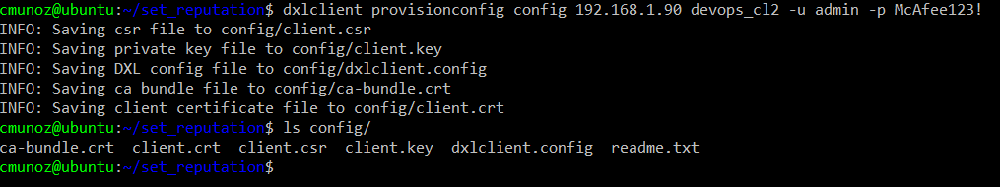 cmunoz@ubuntu:~/set_reputation$ dxlclient provisionconfig config 192.168.1.90 devops_cl2 -u admin -p McAfee123!
INFO: Saving csr file to config/client.csr
INFO: Saving private key file to config/client.key
INFO: Saving DXL config file to config/dxlclient.config
INFO: Saving ca bundle file to config/ca-bundle.crt
INFO: Saving client certificate file to config/client.crt
cmunoz@ubuntu:~/set_reputation$ ls config/
ca-bundle.crt  client.crt  client.csr  client.key  dxlclient.config  readme.txt
cmunoz@ubuntu:~/set_reputation$